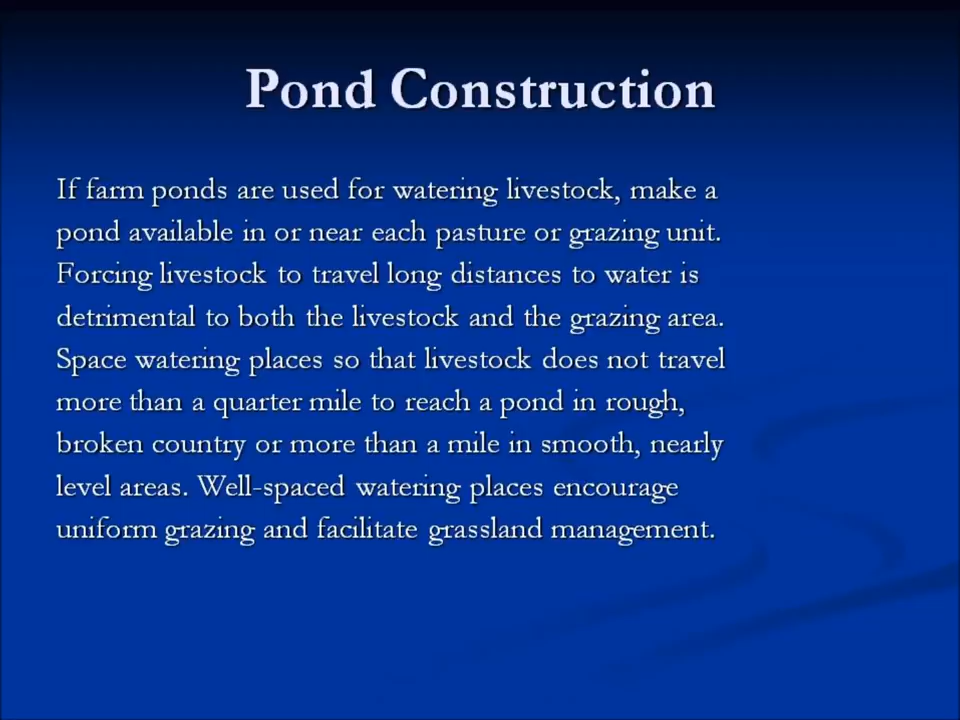 Pond Construction
If farm ponds are used for watering livestock, make a
pond available in or near each pasture or grazing unit.
Forcing livestock to travel long distances to water is
detrimental to both the livestock and the grazing area.
Space watering places so that livestock does not travel
more than a quarter mile to reach a pond in rough,
broken country or more than a mile in smooth, nearly
level areas. Well-spaced watering places encourage
uniform grazing and facilitate grassland management.